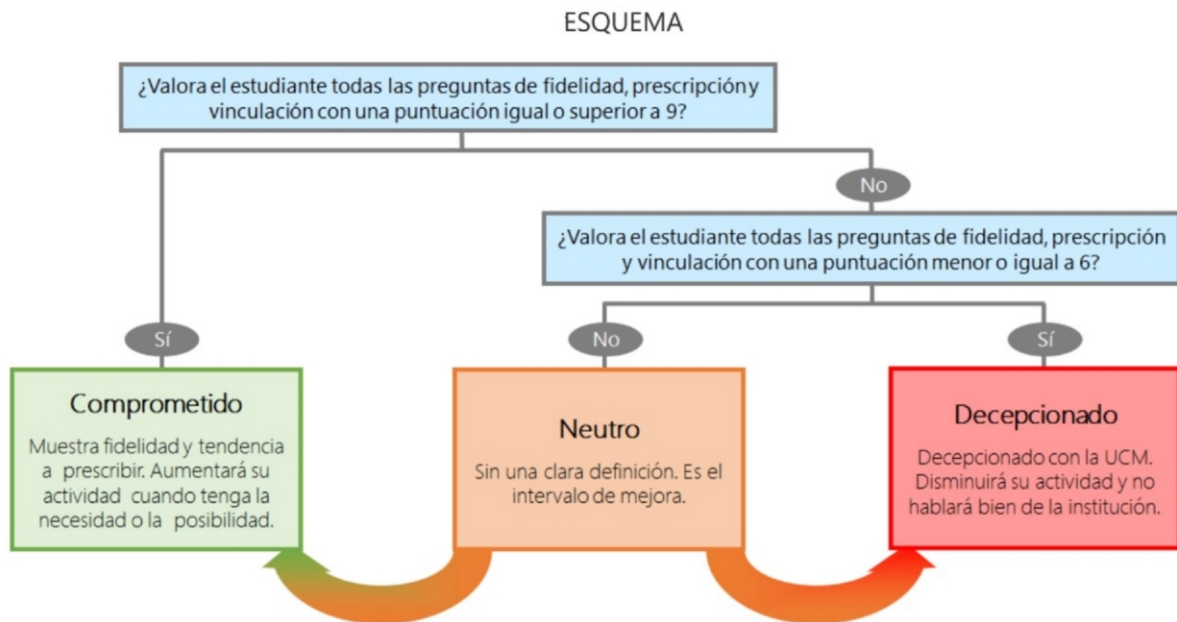 ESQUEMA
¿Valora el estudiante todas las preguntas de fidelidad, prescripción y
vinculación con una puntuación igual o superior a 9?
No
¿Valora el estudiante todas las preguntas de fidelidad, prescripción
y vinculación con una puntuación menor o igual a 6?
Sí
No
Sí
Comprometido
Muestra fidelidad y tendencia
a prescribir. Aumentará su
actividad cuando tenga la
necesidad o la posibilidad.
Neutro
Sin una clara definición. Es el
intervalo de mejora.
Decepcionado
Decepcionado con la UCM.
Disminuirá su actividad y no
hablará bien de la institución.